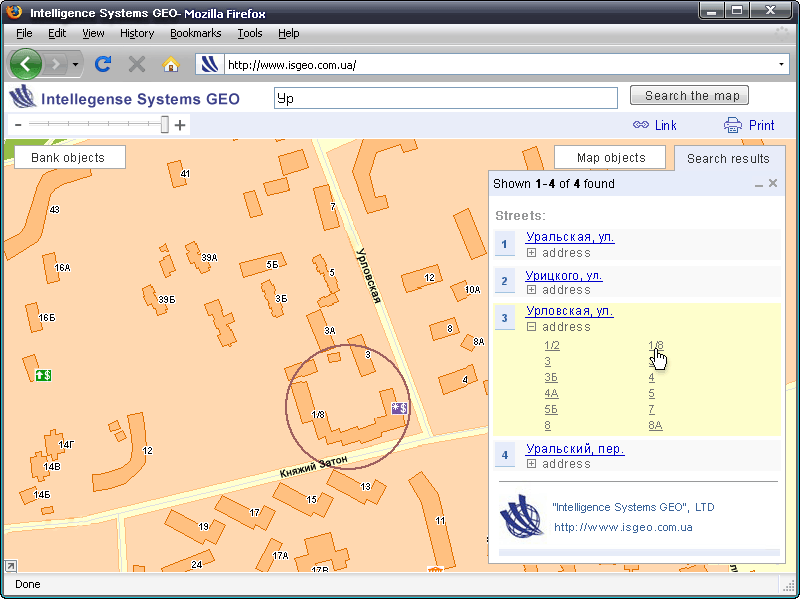 Intelligence Systems GEO- Mozilla Firefox
File Edit View History Bookmarks Tools Help
http://www.isgeo.com.ua/
Intellegense Systems GEO
Ур
Search the map
- +
Link Print
Bank objects
Map objects
Search results
Shown 1-4 of 4 found
Streets:
1 Уральская, ул.
address
2 Урицкого, ул.
address
3 Урловская, ул.
address
1/2 1/8
3
3Б 4
4А 5
5Б 7
8 8А
4 Уральский, пер.
address
"Intelligence Systems GEO", LTD
http://www.isgeo.com.ua
41
43
7
39А
16А
5Б
5
Урловская
12
10А
39Б
3Б
16Б
3А
8
8А
3
4
$
1/8
*$
14Г
12
14В
Княжий Затон
14Б
13
15
17
19
11
17А
24
17В
Done